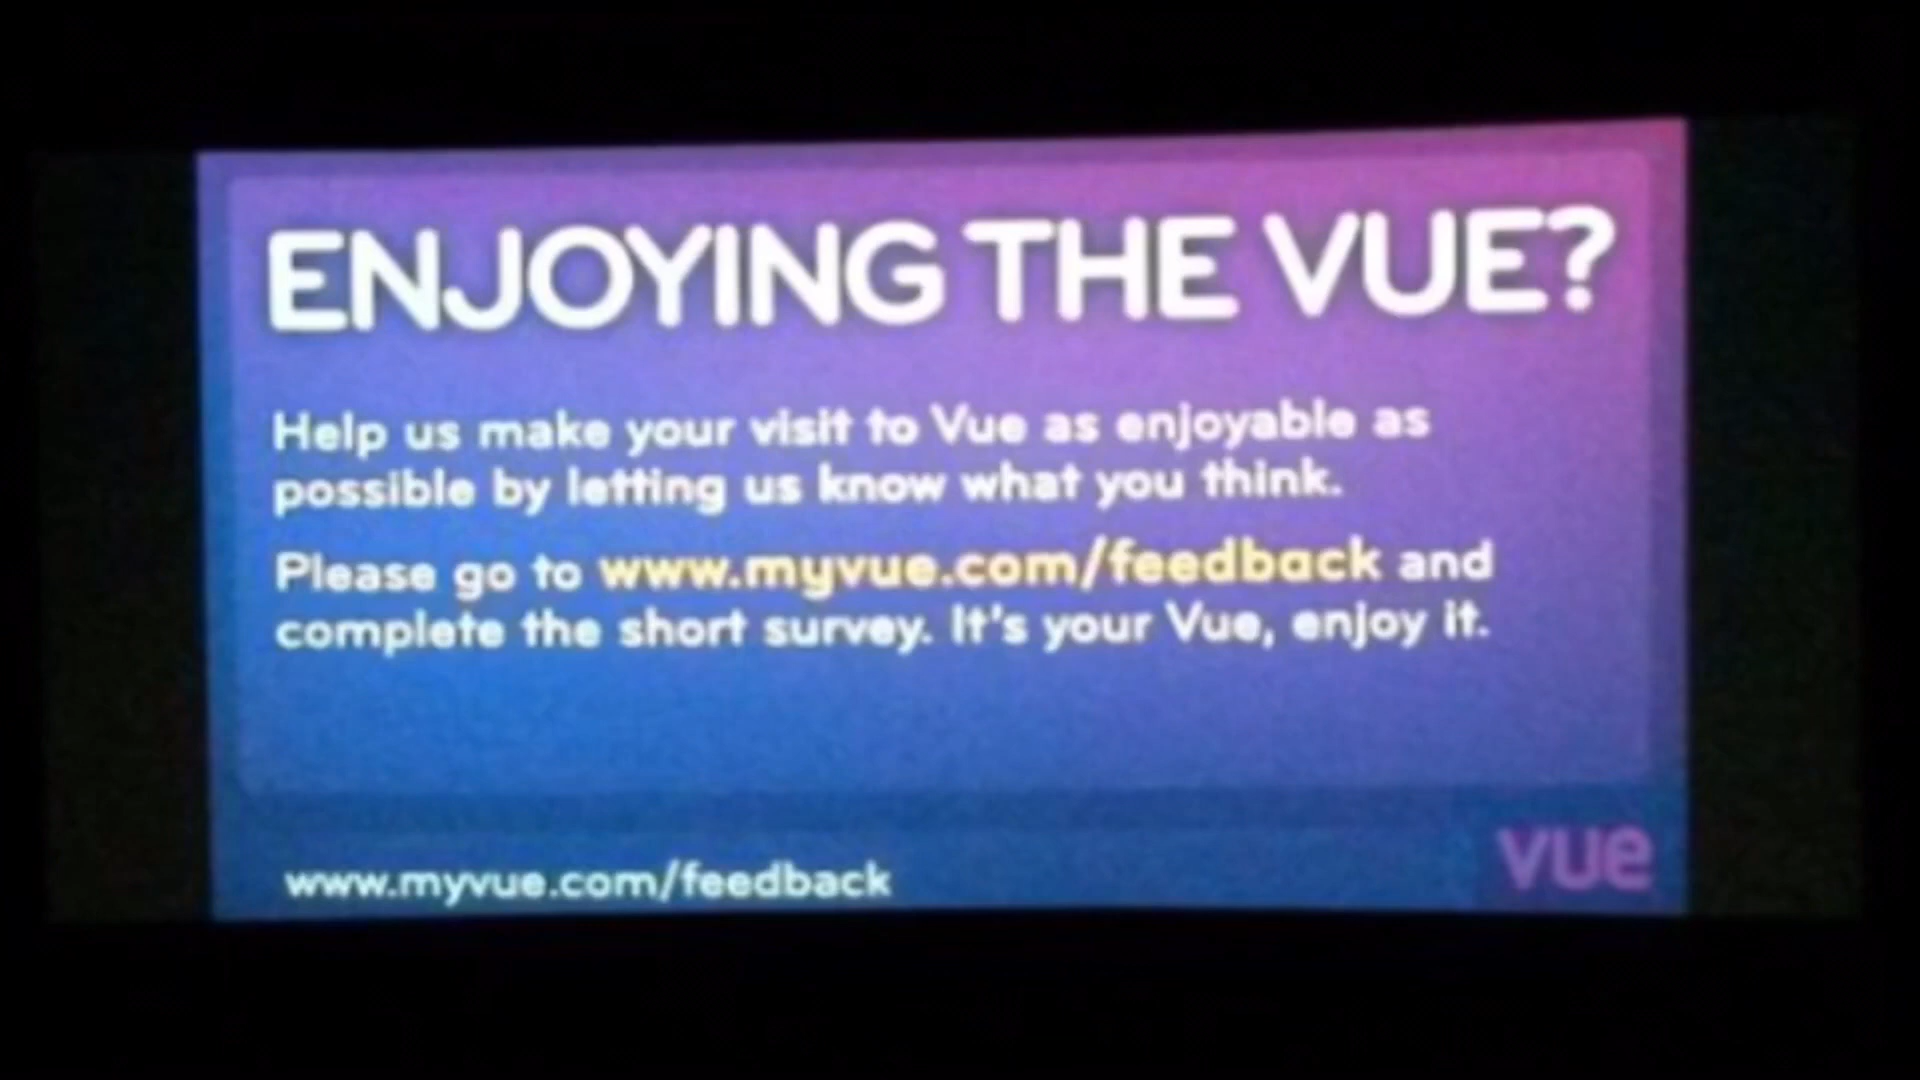 ENJOYING THE VUE?
Help us make your visit to Vue as enjoyable as
possible by letting us know what you think.
Please go to www.myvue.com/feedback and
complete the short survey. It's your Vue, enjoy it.
www.myvue.com/feedback
vue